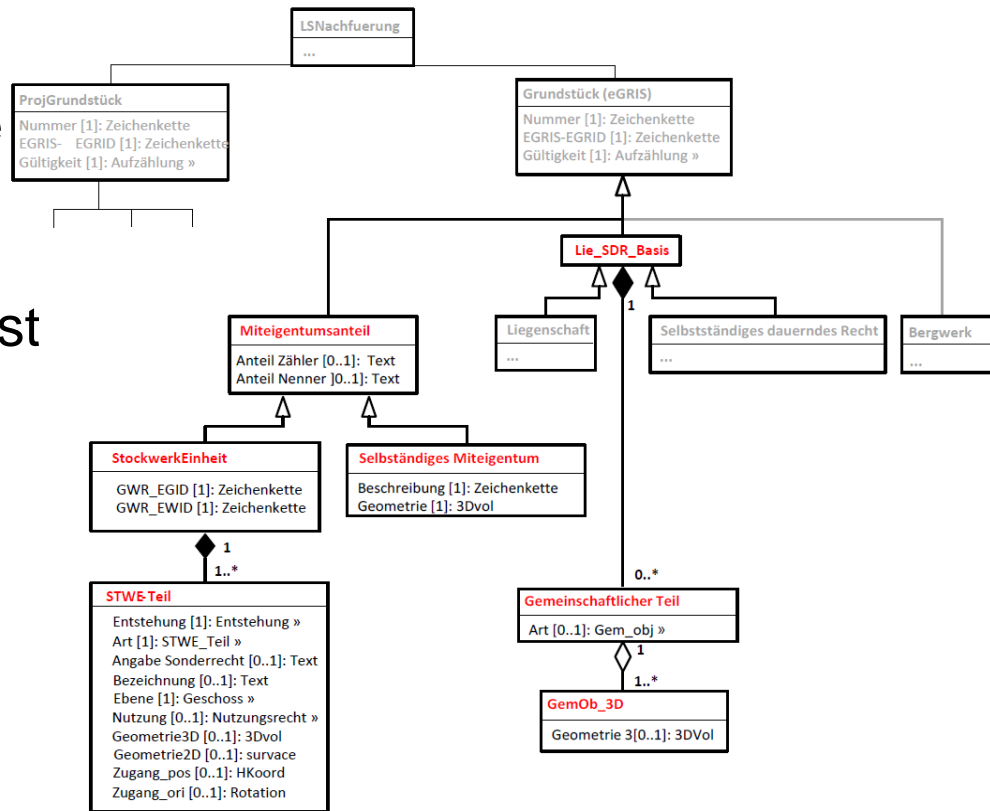 LSNachfuerung
...
ProjGrundstück
Nummer [1]: Zeichenkette
EGRIS- EGRID [1]: Zeichenkette
Gültigkeit [1]: Aufzählung »
Grundstück (eGRIS)
Nummer [1]: Zeichenkette
EGRIS-EGRID [1]: Zeichenkette
Gültigkeit [1]: Aufzählung »
e
st
Lie_SDR_Basis
1
Miteigentumsanteil
Anteil Zähler [0..1]: Text
Anteil Nenner ]0..1]: Text
Liegenschaft
...
Selbstständiges dauerndes Recht
...
Bergwerk
...
StockwerkEinheit
GWR_EGID [1]: Zeichenkette
GWR_EWID [1]: Zeichenkette
Selbständiges Miteigentum
Beschreibung [1]: Zeichenkette
Geometrie [1]: 3Dvol
1
1..*
0..*
STWE-Teil
Entstehung [1]: Entstehung »
Art [1]: STWE_Teil »
Angabe Sonderrecht [0..1]: Text
Bezeichnung [0..1]: Text
Ebene [1]: Geschoss »
Nutzung [0..1]: Nutzungsrecht »
Geometrie3D [0..1]: 3Dvol
Geometrie2D [0..1]: survace
Zugang_pos [0..1]: HKoord
Zugang_ori [0..1]: Rotation
Gemeinschaftlicher Teil
Art [0..1]: Gem_obj »
1
1..*
GemOb_3D
Geometrie 3[0..1]: 3DVol